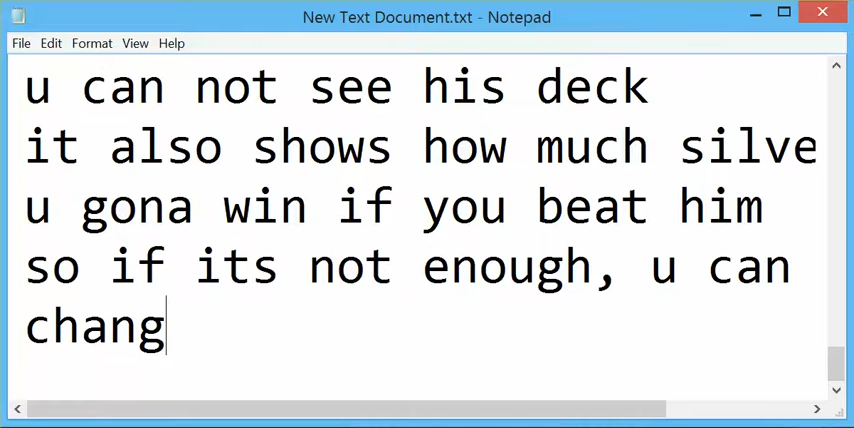 New Text Document.txt - Notepad
File Edit Format View Help
u can not see his deck
it also shows how much silve
u gona win if you beat him
so if its not enough, u can
chang